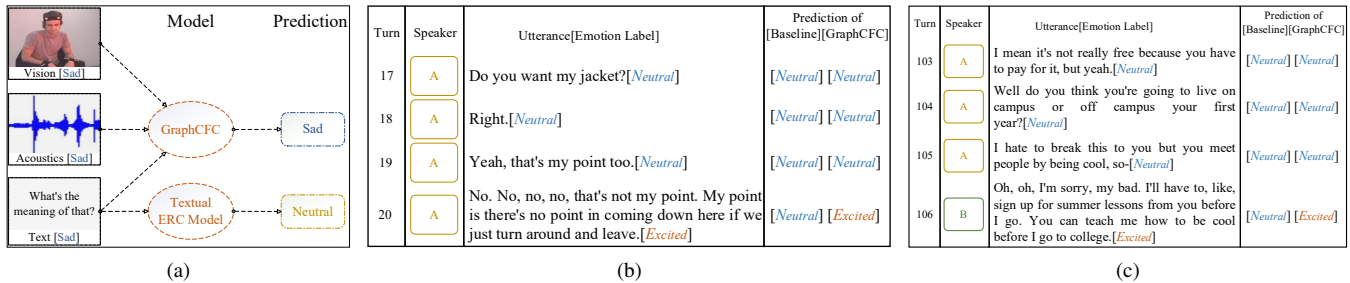 Model
Prediction
Vision [Sad]
GraphCFC
Sad
Acoustics [Sad]
What's the
meaning of that?
Text [Sad]
Textual
ERC Model
Neutral
(a)
Turn
Speaker
Utterance[Emotion Label]
Prediction of
[Baseline][GraphCFC]
17
A
Do you want my jacket?[Neutral]
[Neutral] [Neutral]
18
A
Right.[Neutral]
[Neutral] [Neutral]
19
A
Yeah, that's my point too.[Neutral]
[Neutral] [Neutral]
20
A
No. No, no, no, that's not my point. My point
is there's no point in coming down here if we
just turn around and leave.[Excited]
[Neutral] [Excited]
(b)
Turn
Speaker
Utterance[Emotion Label]
Prediction of
[Baseline][GraphCFC]
103
A
I mean it's not really free because you have
to pay for it, but yeah.[Neutral]
[Neutral] [Neutral]
104
A
Well do you think you're going to live on
campus or off campus your first
year?[Neutral]
[Neutral] [Neutral]
105
A
I hate to break this to you but you meet
people by being cool, so-[Neutral]
[Neutral] [Neutral]
106
B
Oh, oh, I'm sorry, my bad. I'll have to, like,
sign up for summer lessons from you before
I go. You can teach me how to be cool
before I go to college.[Excited]
[Neutral] [Excited]
(c)